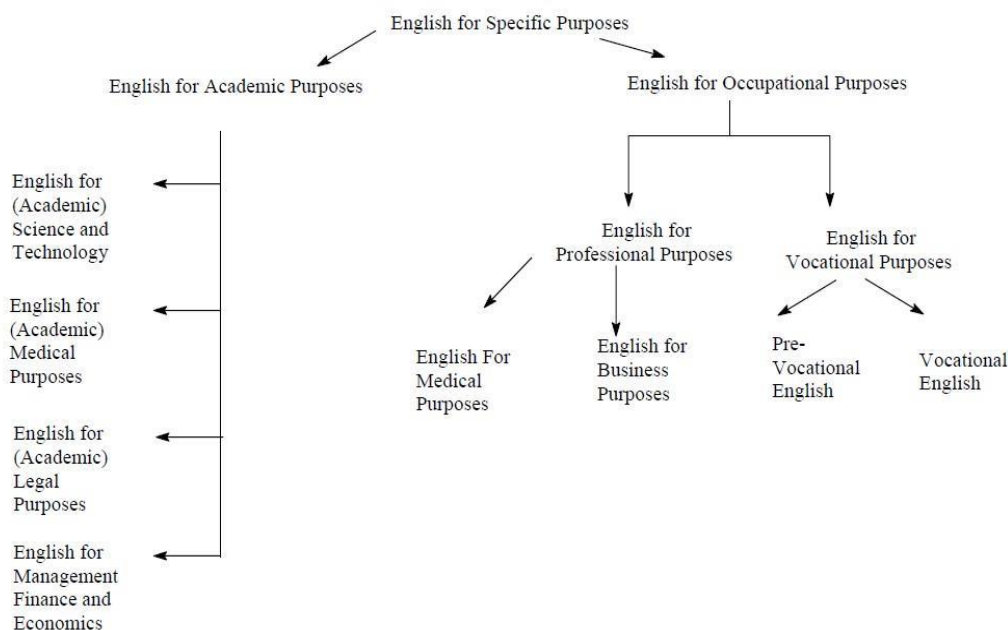 English for Specific Purposes
English for Academic Purposes
English for Occupational Purposes
English for
(Academic)
Science and
Technology
English for
(Academic)
Medical
Purposes
English for
(Academic)
Legal
Purposes
English for
Management
Finance and
Economics
English for
Professional Purposes
English for
Vocational Purposes
English For
Medical
Purposes
English for
Business
Purposes
Pre-
Vocational
English
Vocational
English